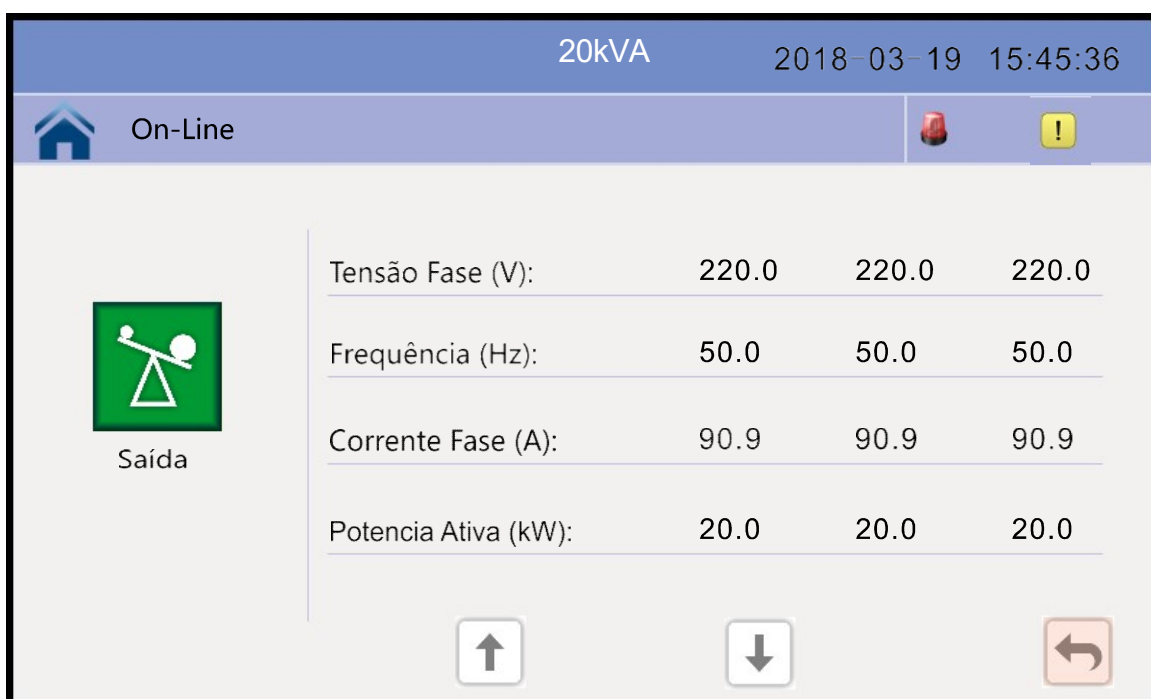 20kVA 2018-03-19 15:45:36
On-Line !
Tensão Fase (V): 220.0 220.0 220.0
Frequência (Hz): 50.0 50.0 50.0
Corrente Fase (A): 90.9 90.9 90.9
Saída
Potencia Ativa (kW): 20.0 20.0 20.0